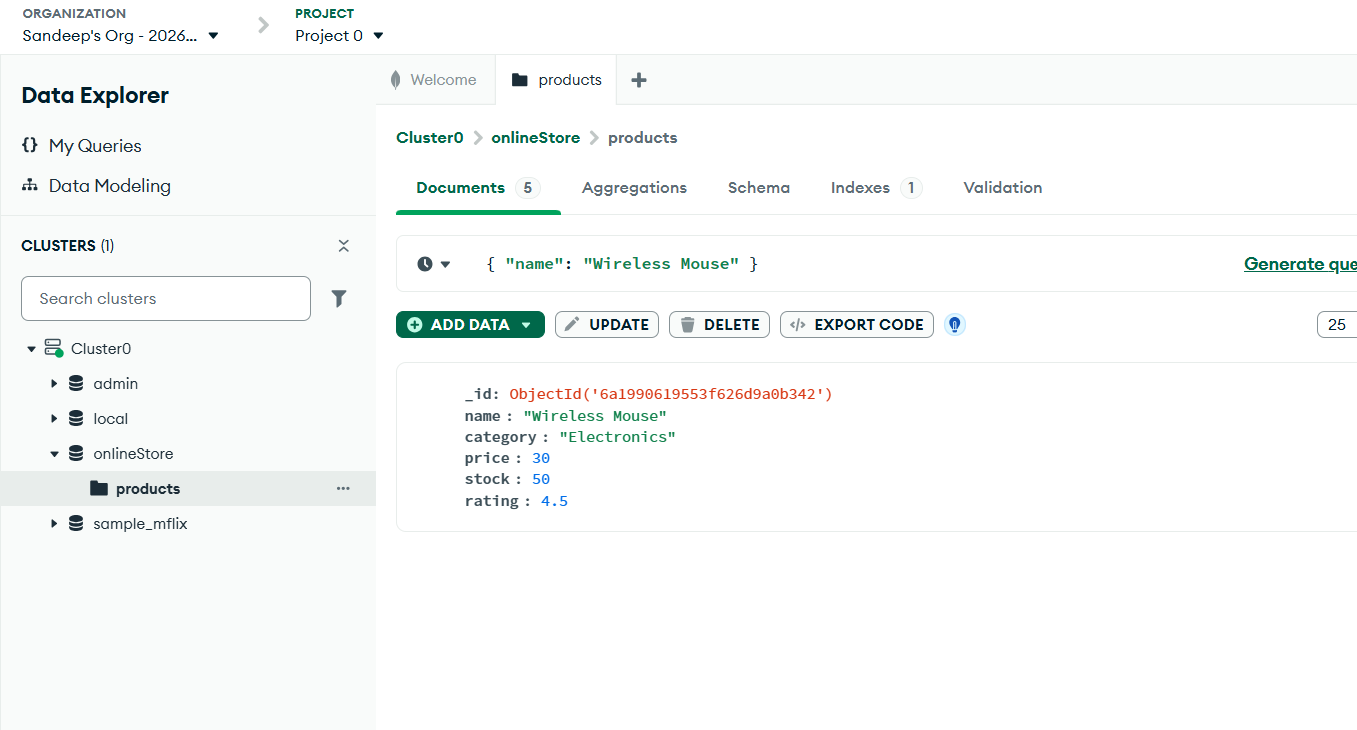 ORGANIZATION
Sandeep's Org - 2026...
PROJECT
Project 0
Data Explorer
My Queries
Data Modeling
CLUSTERS (1)
Search clusters
Cluster0
admin
local
onlineStore
products
sample_mflix
Welcome
products
Cluster0 > onlineStore > products
Documents 5 Aggregations Schema Indexes 1 Validation
{ "name": "Wireless Mouse" }
Generate que
ADD DATA UPDATE DELETE EXPORT CODE
25
_id: ObjectId('6a1990619553f626d9a0b342')
name : "Wireless Mouse"
category : "Electronics"
price : 30
stock : 50
rating : 4.5